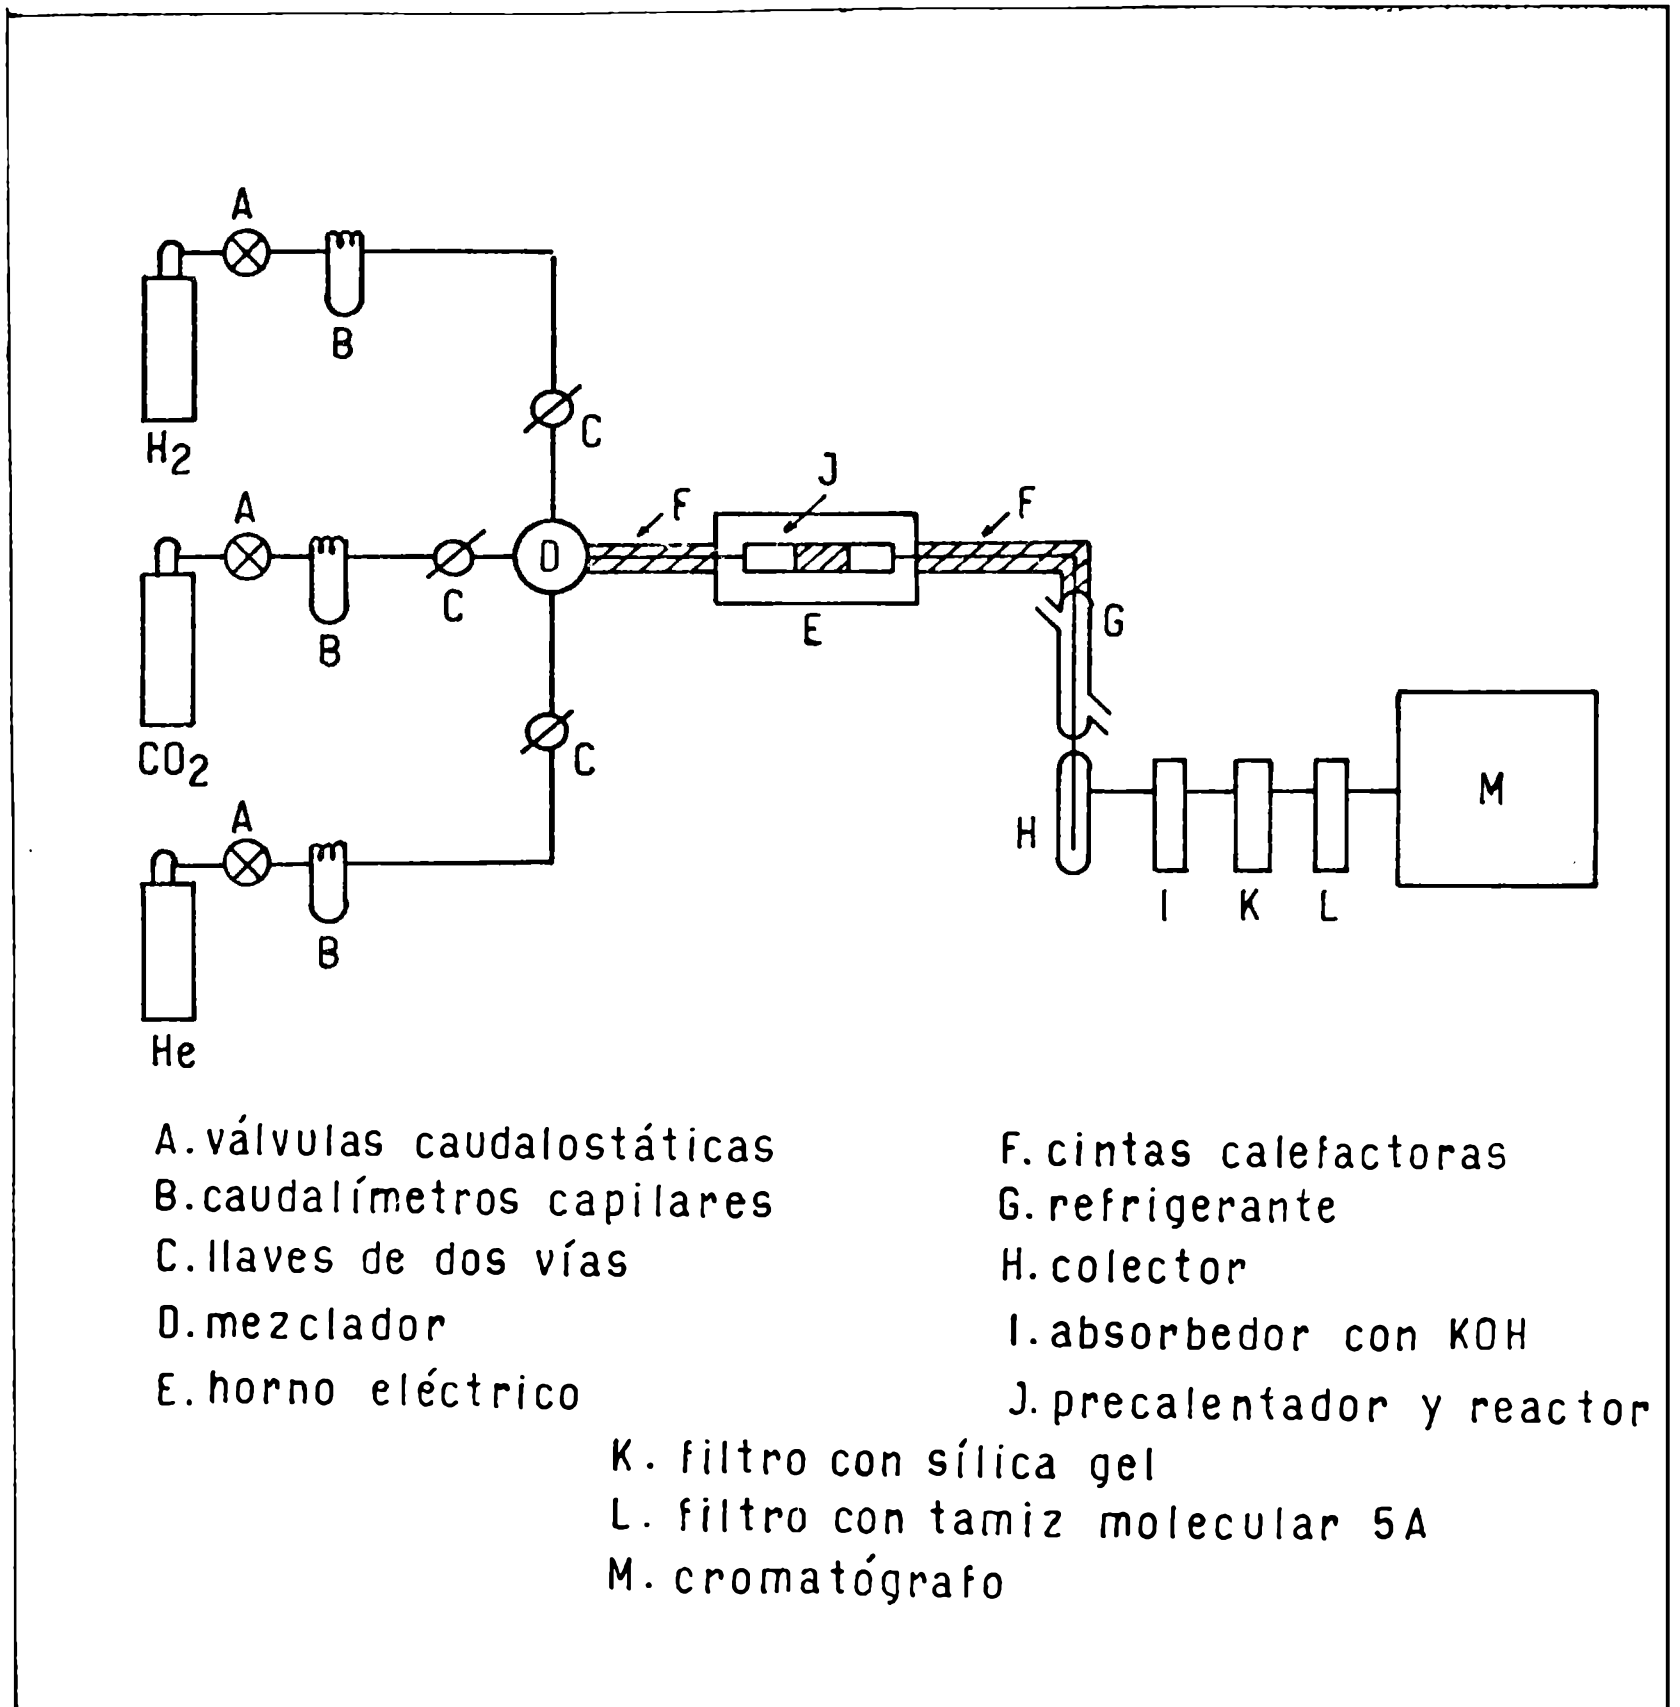 A
B
H2
C
A
B
C
D
F
J
E
F
G
CO2
C
A
B
He
H
I
K
L
M
A. válvulas caudalostáticas
B. caudalímetros capilares
C. llaves de dos vías
D. mezclador
E. horno eléctrico
F. cintas calefactoras
G. refrigerante
H. colector
I. absorbedor con KOH
J. precalentador y reactor
K. filtro con sílica gel
L. filtro con tamiz molecular 5A
M. cromatógrafo